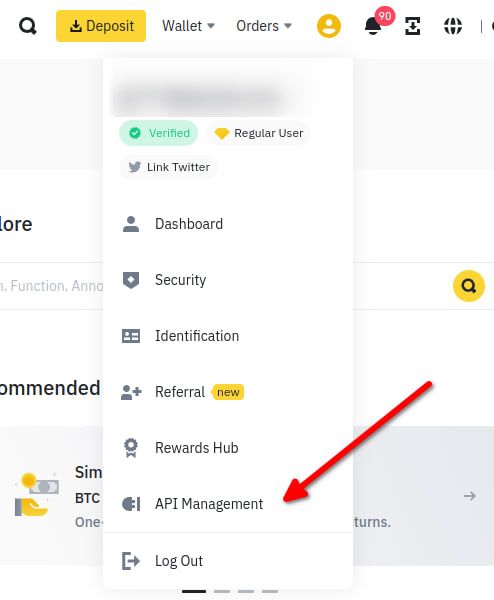 Deposit Wallet Orders 90
Verified Regular User
Link Twitter
Dashboard
lore
Security
n, Function, Anno
Identification
Referral new
ommended
Rewards Hub
Sim
BTC
API Management
One-
turns.
Log Out